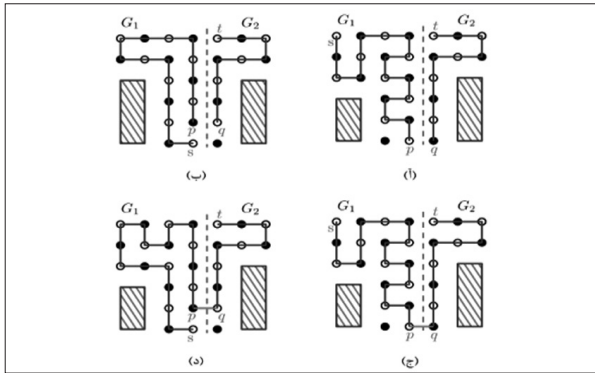 G₁ t G₂
p q
s
(ب)
G₁ t G₂
s
p q
(أ)
G₁ t G₂
p q
s
(د)
G₁ t G₂
s
p q
(ج)